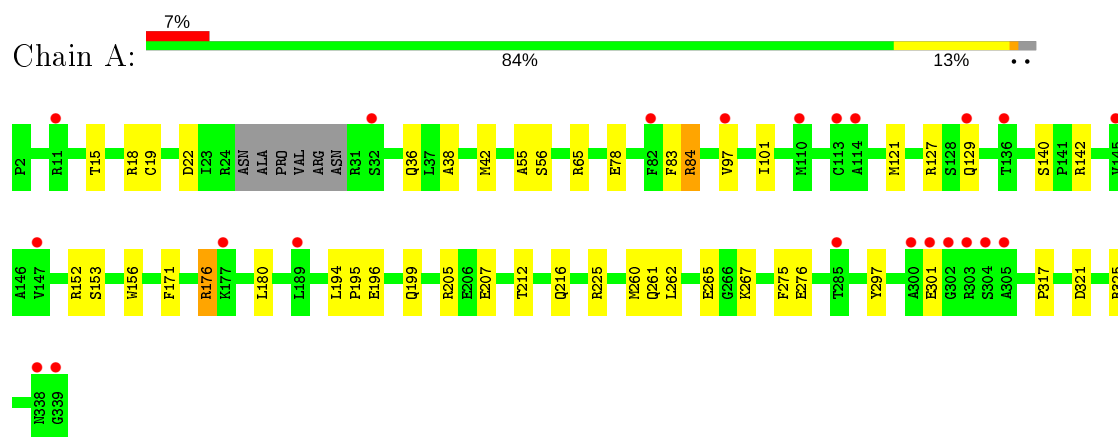 7%
Chain A:
84%
13%
• •
P2 R11 T15 R18 C19 D22 I23 R24 ASN ALA PRO VAL ARG ASN R31 S32 Q36 L37 A38 M42 A55 S56 R65 E78 F82 F83 R84 V97 I101 M110 C113 A114 M121 R127 S128 Q129 T136 S140 P141 R142 V145
A146 V147 R152 S153 W156 F171 R176 K177 L180 L189 L194 P195 E196 Q199 R205 E206 E207 T212 Q216 R225 M260 Q261 L262 E265 G266 K267 F275 E276 T285 Y297 A300 E301 G302 R303 S304 A305 P317 D321
N338 G339